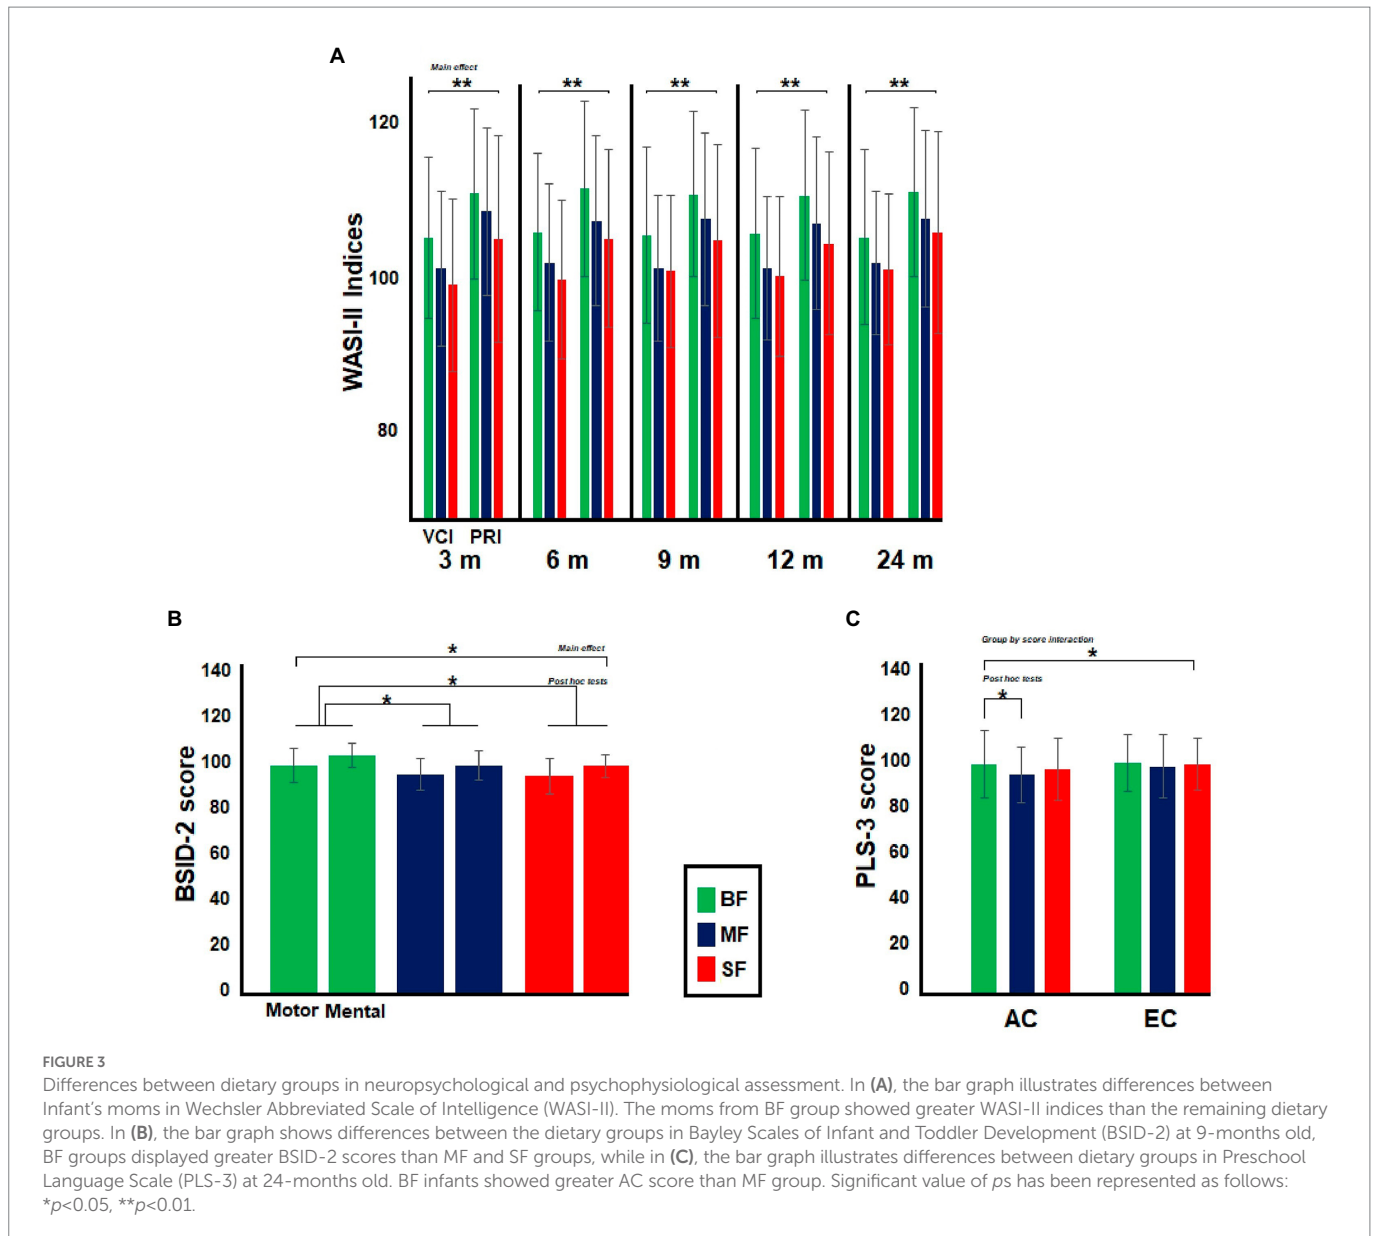 A
Main effect
** ** ** ** **
120
100
80
WASI-II Indices
VCI PRI
3 m 6 m 9 m 12 m 24 m
B
Main effect
*
Post hoc tests
*
*
140
120
100
80
60
40
20
0
BSID-2 score
Motor Mental
BF
MF
SF
C
Group by score interaction
*
Post hoc tests
*
140
120
100
80
60
40
20
0
PLS-3 score
AC EC
FIGURE 3
Differences between dietary groups in neuropsychological and psychophysiological assessment. In (A), the bar graph illustrates differences between
Infant’s moms in Wechsler Abbreviated Scale of Intelligence (WASI-II). The moms from BF group showed greater WASI-II indices than the remaining dietary
groups. In (B), the bar graph shows differences between the dietary groups in Bayley Scales of Infant and Toddler Development (BSID-2) at 9-months old,
BF groups displayed greater BSID-2 scores than MF and SF groups, while in (C), the bar graph illustrates differences between dietary groups in Preschool
Language Scale (PLS-3) at 24-months old. BF infants showed greater AC score than MF group. Significant value of ps has been represented as follows:
*p<0.05, **p<0.01.